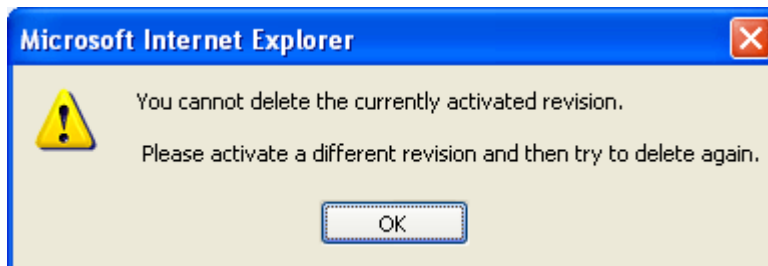 Microsoft Internet Explorer
You cannot delete the currently activated revision.
Please activate a different revision and then try to delete again.
OK